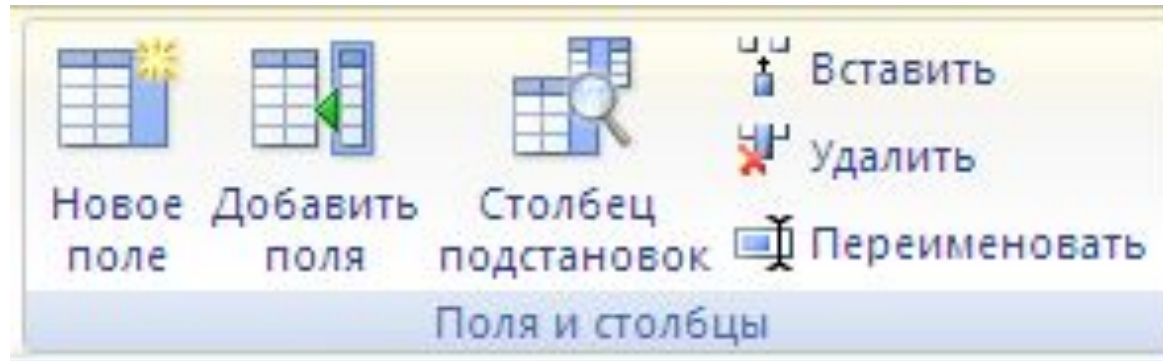 Новое поле
Добавить поля
Столбец подстановок
Вставить
Удалить
Переименовать
Поля и столбцы